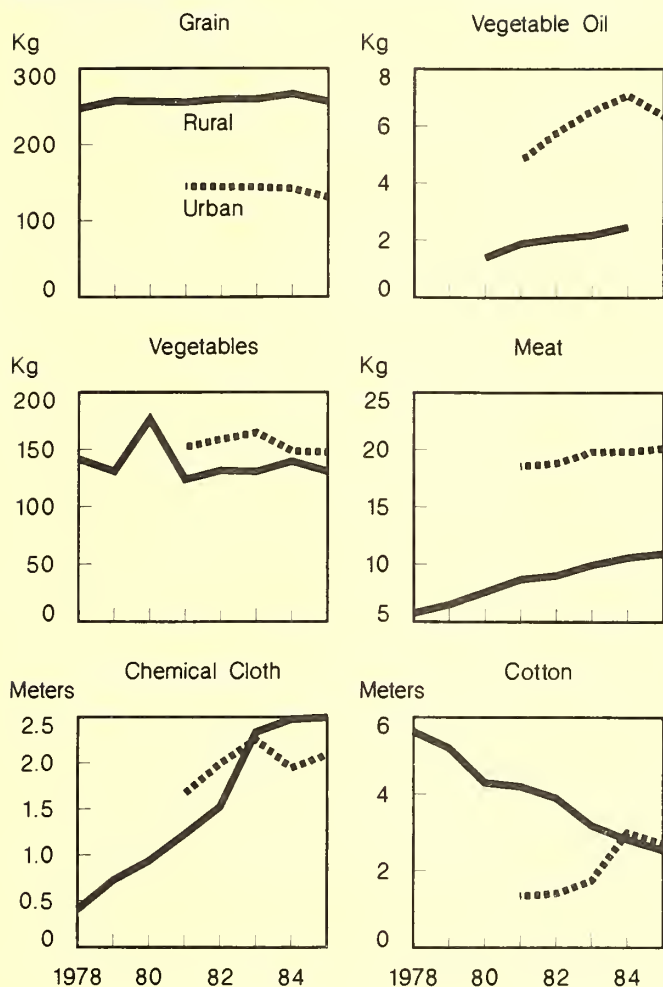 Grain
Kg
300
200
100
0
Rural
Urban
Vegetable Oil
Kg
8
6
4
2
0
Vegetables
Kg
200
150
100
50
0
Meat
Kg
25
20
15
10
5
Chemical Cloth
Meters
2.5
2.0
1.5
1.0
0.5
0
1978 80 82 84
Cotton
Meters
6
4
2
0
1978 80 82 84